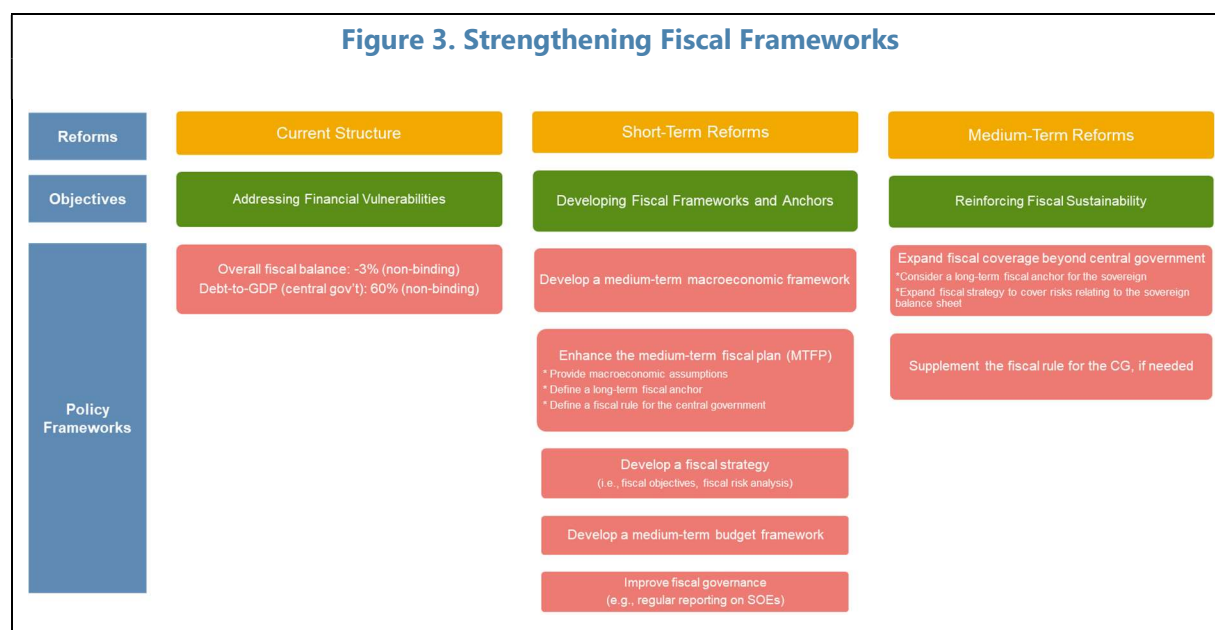 Figure 3. Strengthening Fiscal Frameworks
Reforms
Current Structure
Short-Term Reforms
Medium-Term Reforms
Objectives
Addressing Financial Vulnerabilities
Developing Fiscal Frameworks and Anchors
Reinforcing Fiscal Sustainability
Policy
Frameworks
Overall fiscal balance: -3% (non-binding)
Debt-to-GDP (central gov't): 60% (non-binding)
Develop a medium-term macroeconomic framework
Enhance the medium-term fiscal plan (MTFP)
* Provide macroeconomic assumptions
* Define a long-term fiscal anchor
* Define a fiscal rule for the central government
Develop a fiscal strategy
(i.e., fiscal objectives, fiscal risk analysis)
Develop a medium-term budget framework
Improve fiscal governance
(e.g., regular reporting on SOEs)
Expand fiscal coverage beyond central government
*Consider a long-term fiscal anchor for the sovereign
*Expand fiscal strategy to cover risks relating to the sovereign
balance sheet
Supplement the fiscal rule for the CG, if needed